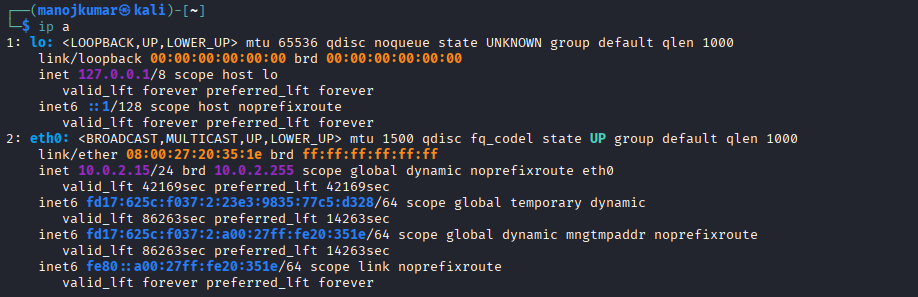 ┌──(manojkumar㉿kali)-[~]
└─$ ip a
1: lo: <LOOPBACK,UP,LOWER_UP> mtu 65536 qdisc noqueue state UNKNOWN group default qlen 1000
    link/loopback 00:00:00:00:00:00 brd 00:00:00:00:00:00
    inet 127.0.0.1/8 scope host lo
       valid_lft forever preferred_lft forever
    inet6 ::1/128 scope host noprefixroute
       valid_lft forever preferred_lft forever
2: eth0: <BROADCAST,MULTICAST,UP,LOWER_UP> mtu 1500 qdisc fq_codel state UP group default qlen 1000
    link/ether 08:00:27:20:35:1e brd ff:ff:ff:ff:ff:ff
    inet 10.0.2.15/24 brd 10.0.2.255 scope global dynamic noprefixroute eth0
       valid_lft 42169sec preferred_lft 42169sec
    inet6 fd17:625c:f037:2:23e3:9835:77c5:d328/64 scope global temporary dynamic
       valid_lft 86263sec preferred_lft 14263sec
    inet6 fd17:625c:f037:2:a00:27ff:fe20:351e/64 scope global dynamic mngtmpaddr noprefixroute
       valid_lft 86263sec preferred_lft 14263sec
    inet6 fe80::a00:27ff:fe20:351e/64 scope link noprefixroute
       valid_lft forever preferred_lft forever